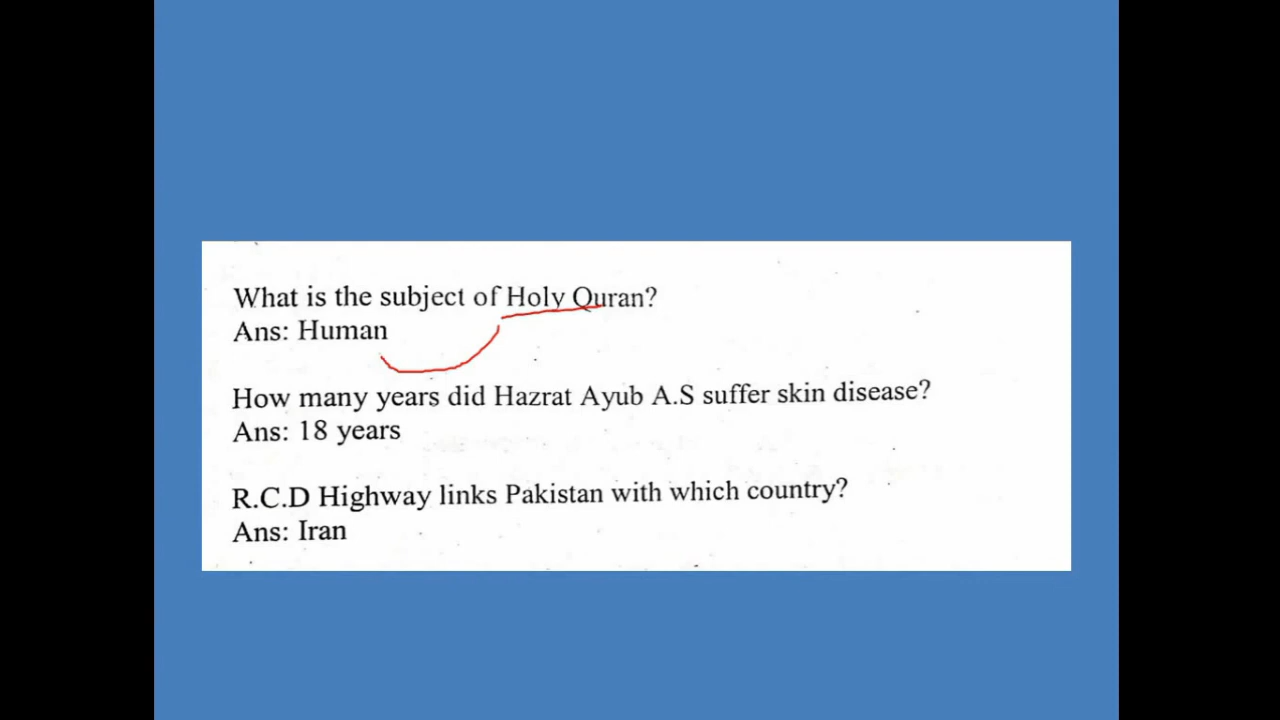 What is the subject of Holy Quran?
Ans: Human
How many years did Hazrat Ayub A.S suffer skin disease?
Ans: 18 years
R.C.D Highway links Pakistan with which country?
Ans: Iran